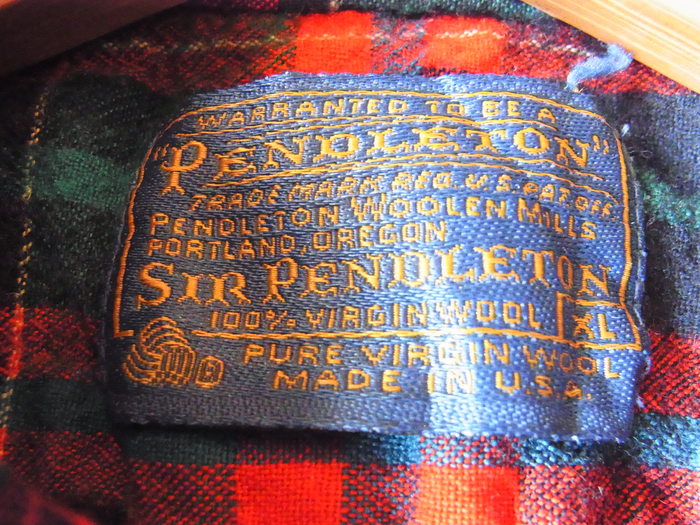 WARRANTED TO BE A
"PENDLETON"
TRADE MARK REG. U.S. PAT. OFF.
PENDLETON WOOLEN MILLS
PORTLAND, OREGON
SIR PENDLETON
100% VIRGIN WOOL XL
PURE VIRGIN WOOL
MADE IN U.S.A.